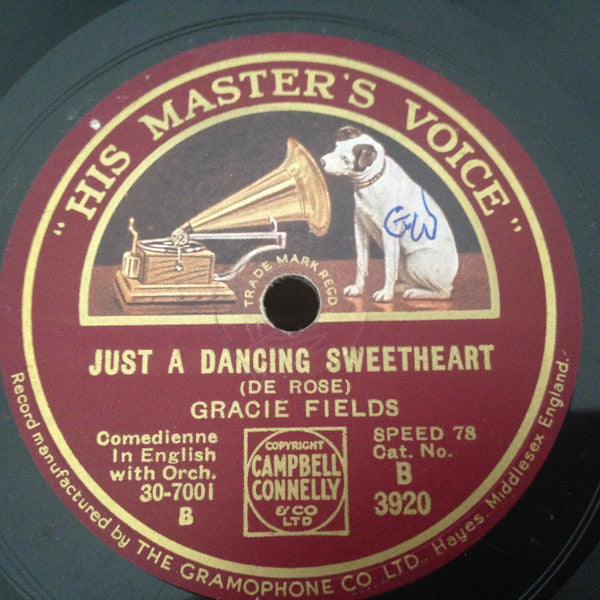 "HIS MASTER'S VOICE"
GW
TRADE MARK REGD
JUST A DANCING SWEETHEART
(DE ROSE)
GRACIE FIELDS
Comedienne
In English
with Orch.
30-7001
B
COPYRIGHT
CAMPBELL
CONNELLY
& CO
LTD
SPEED 78
Cat. No.
B
3920
Record manufactured by THE GRAMOPHONE CO., LTD., Hayes, Middlesex, England.